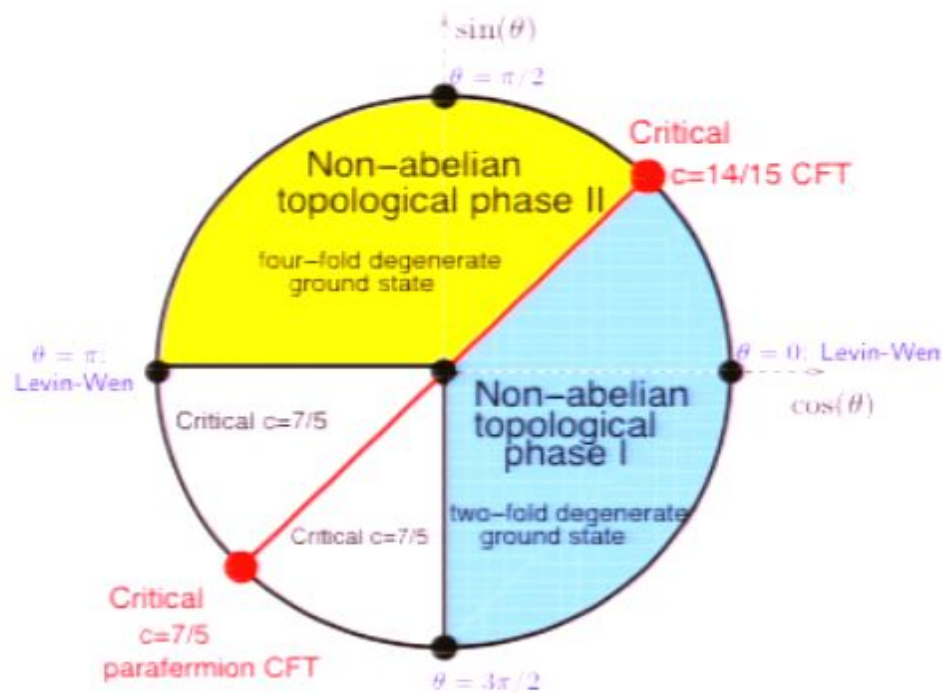 sin(θ)
θ = π/2
Critical
c=14/15 CFT
Non-abelian
topological phase II
four-fold degenerate
ground state
θ = π:
Levin-Wen
θ = 0: Levin-Wen
cos(θ)
Non-abelian
topological
phase I
Critical c=7/5
two-fold degenerate
ground state
Critical c=7/5
Critical
c=7/5
parafermion CFT
θ = 3π/2